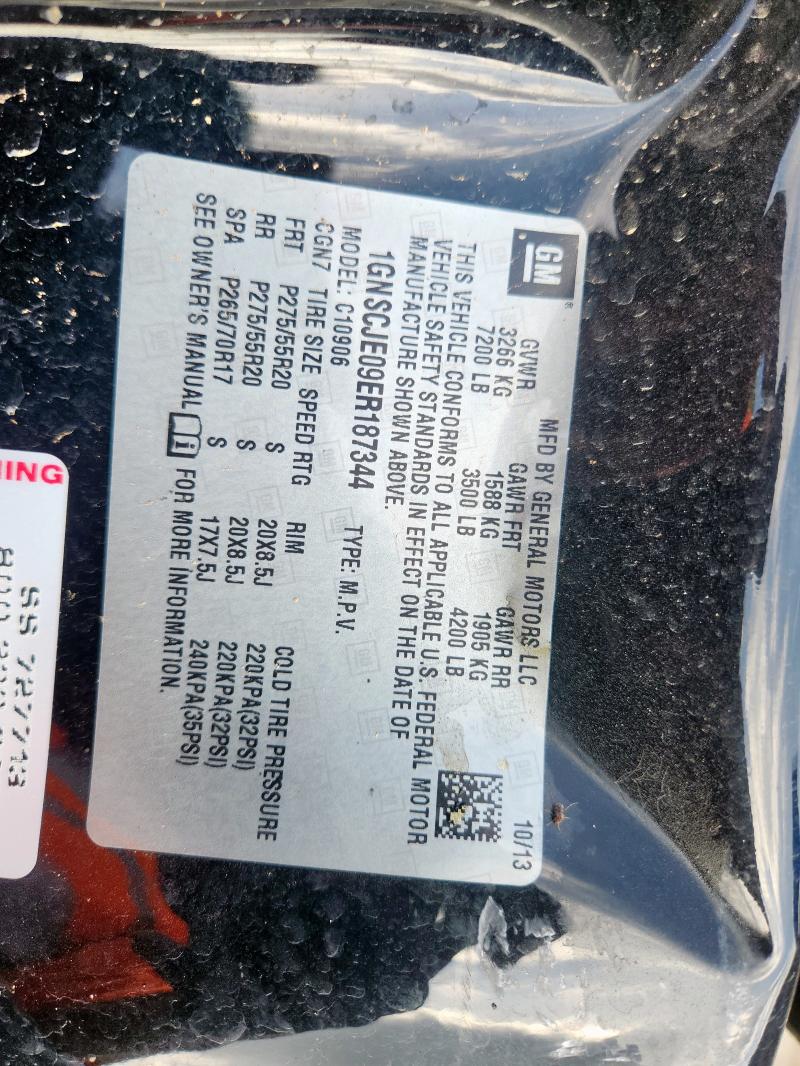 GM ®
MFD BY GENERAL MOTORS LLC 10/13
GVWR GAWR FRT GAWR RR
3266 KG 1588 KG 1905 KG
7200 LB 3500 LB 4200 LB
THIS VEHICLE CONFORMS TO ALL APPLICABLE U.S. FEDERAL MOTOR
VEHICLE SAFETY STANDARDS IN EFFECT ON THE DATE OF
MANUFACTURE SHOWN ABOVE.
1GNSCJE09ER187344 TYPE: M.P.V.
MODEL: C10906
CGN7 TIRE SIZE SPEED RTG RIM COLD TIRE PRESSURE
FRT P275/55R20 S 20X8.5J 220KPA(32PSI)
RR P275/55R20 S 20X8.5J 220KPA(32PSI)
SPA P265/70R17 S 17X7.5J 240KPA(35PSI)
SEE OWNER'S MANUAL i FOR MORE INFORMATION.
NING
SS 727713